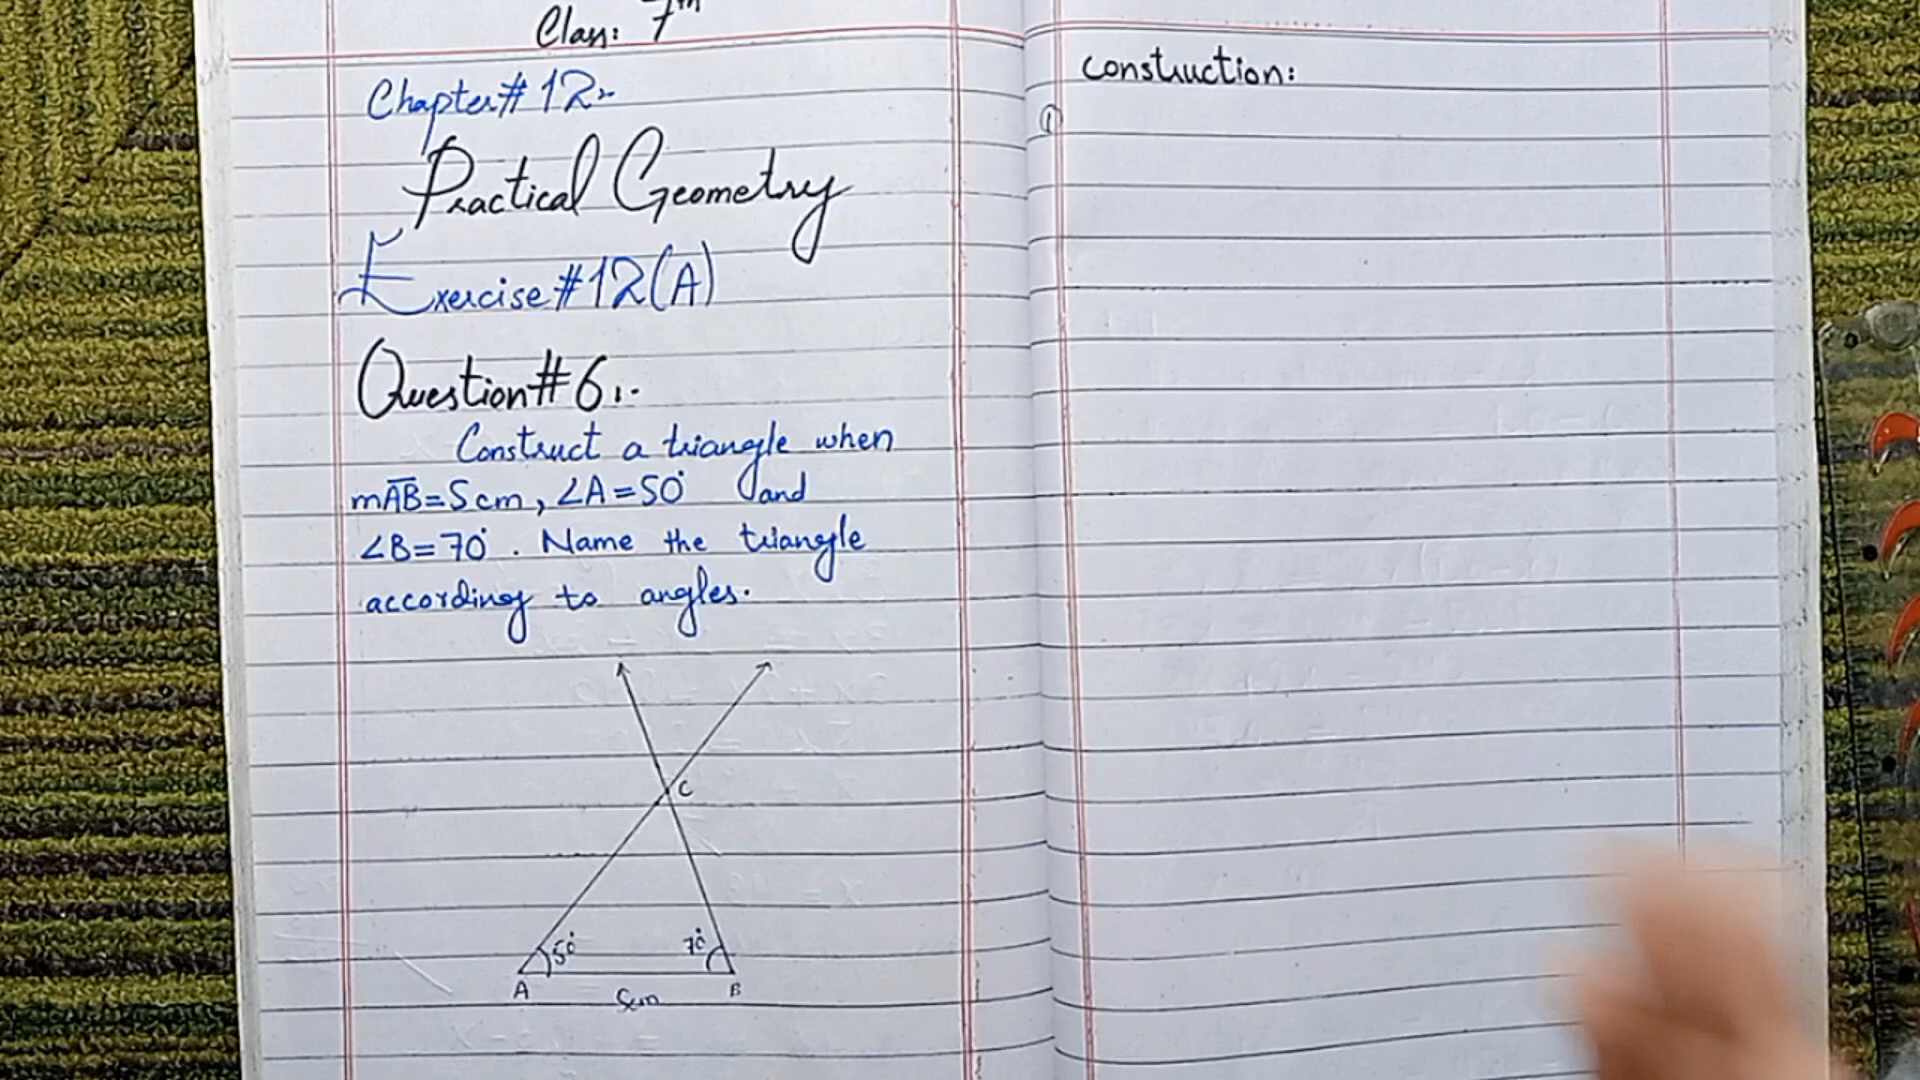 Class: 7th
Chapter# 12:-
Practical Geometry
Exercise#12(A)
Question#6:-
Construct a triangle when
mAB=5cm, ∠A=50° and
∠B=70°. Name the triangle
according to angles.
C
50° 70°
A 5cm B
construction:
①